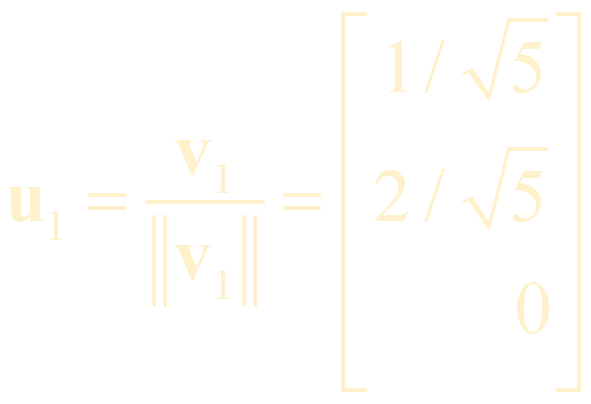 u₁ = v₁ / ‖v₁‖ = [ 1/√5
2/√5
0 ]